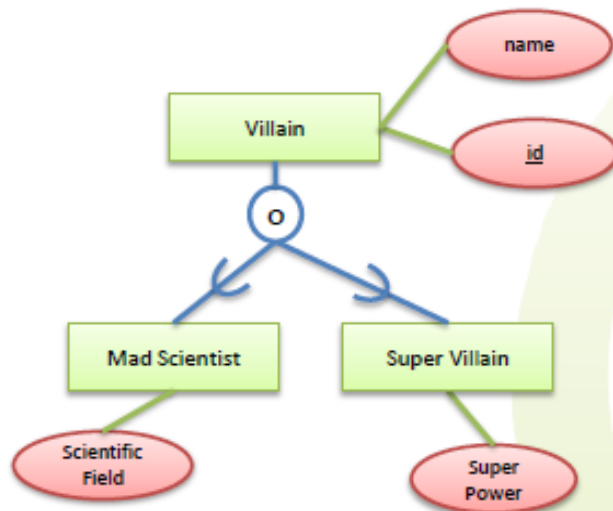 name
Villain
id
O
Mad Scientist
Super Villain
Scientific
Field
Super
Power